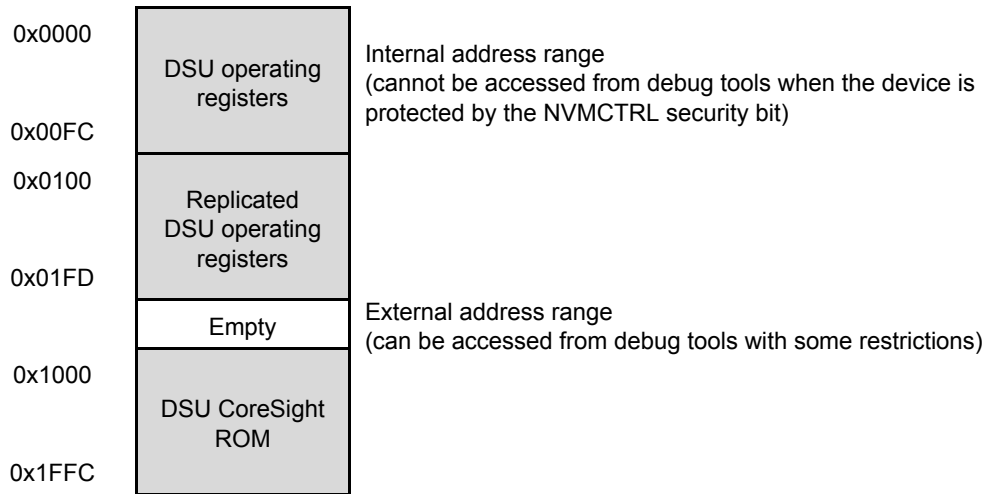 0x0000
DSU operating
registers
Internal address range
(cannot be accessed from debug tools when the device is
protected by the NVMCTRL security bit)
0x00FC
0x0100
Replicated
DSU operating
registers
0x01FD
Empty
External address range
(can be accessed from debug tools with some restrictions)
0x1000
DSU CoreSight
ROM
0x1FFC